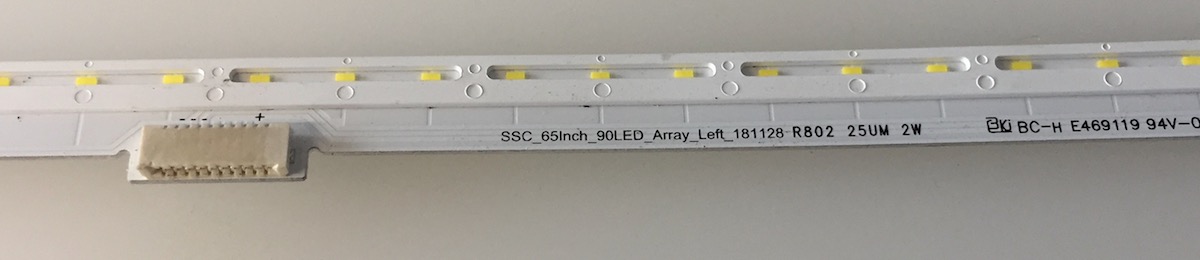 - - - +
SSC_65Inch_90LED_Array_Left_181128 R802 25UM 2W
BC-H E469119 94V-0